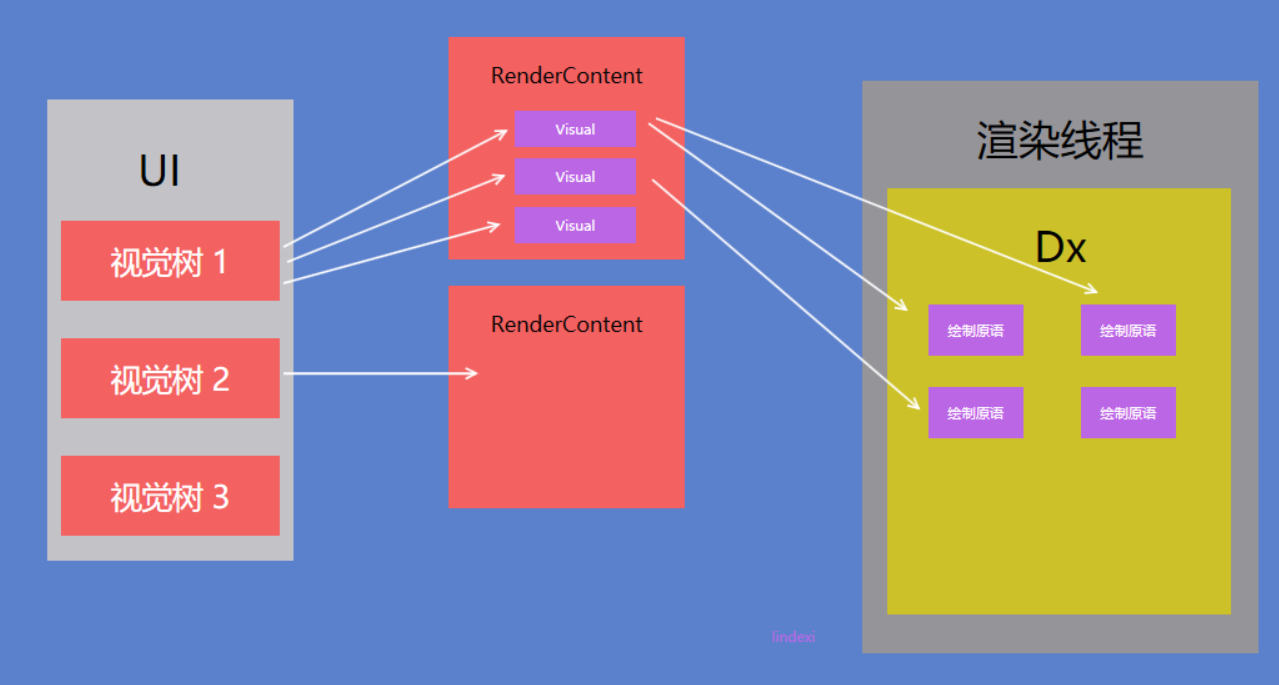 UI
视觉树 1
视觉树 2
视觉树 3
RenderContent
Visual
Visual
Visual
RenderContent
渲染线程
Dx
绘制原语
绘制原语
绘制原语
绘制原语
lindexi